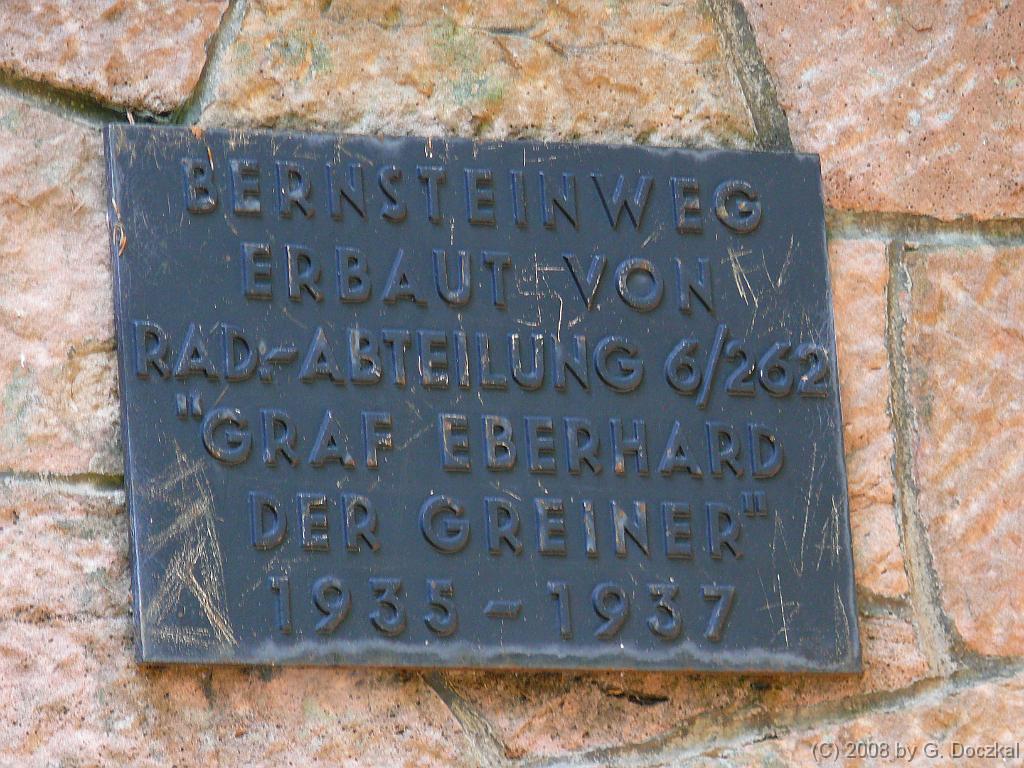 BERNSTEINWEG
ERBAUT VON
RAD.-ABTEILUNG 6/262
"GRAF EBERHARD
DER GREINER"
1935-1937
(C) 2008 by G. Doczkal